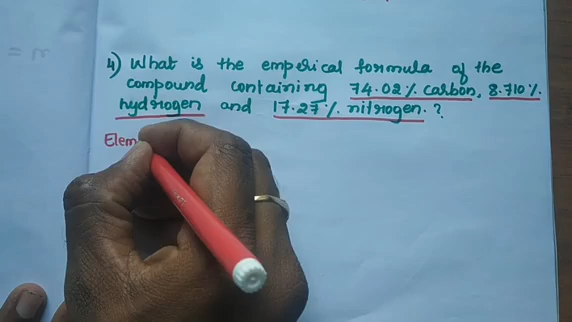 = n
4) What is the emperical formula of the
compound containing 74.02% carbon, 8.710%.
hydrogen and 17.27% nitrogen.?
Elem